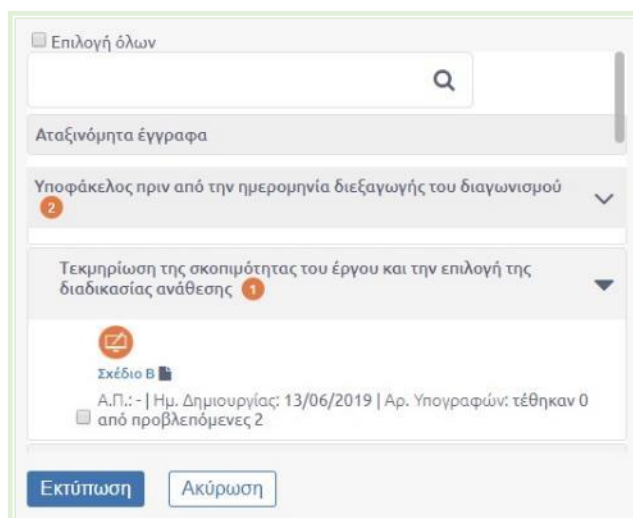 Επιλογή όλων
Αταξινόμητα έγγραφα
Υποφάκελος πριν από την ημερομηνία διεξαγωγής του διαγωνισμού
2
Τεκμηρίωση της σκοπιμότητας του έργου και την επιλογή της
διαδικασίας ανάθεσης 1
Σχέδιο Β
Α.Π.: - | Ημ. Δημιουργίας: 13/06/2019 | Αρ. Υπογραφών: τέθηκαν 0
από προβλεπόμενες 2
Εκτύπωση Ακύρωση